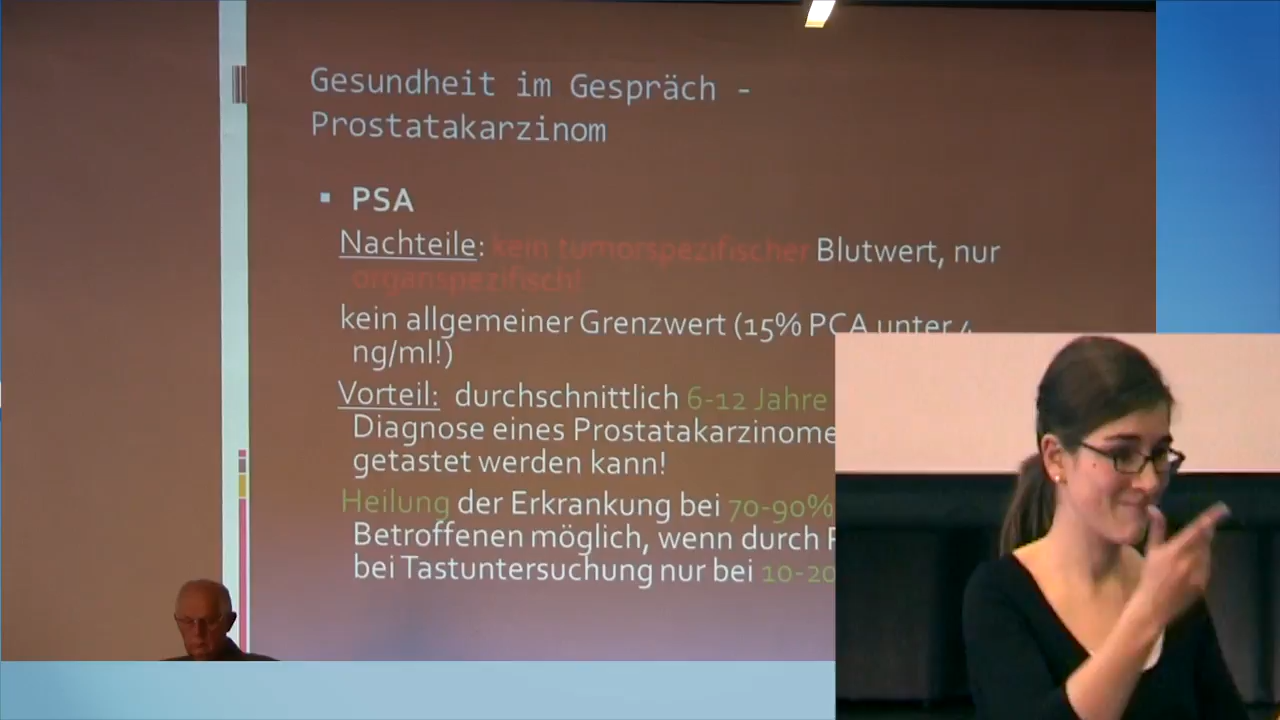 Gesundheit im Gespräch -
Prostatakarzinom
▪ PSA
Nachteile: kein tumorspezifischer Blutwert, nur
organspezifisch!
kein allgemeiner Grenzwert (15% PCA unter 4
ng/ml!)
Vorteil: durchschnittlich 6-12 Jahre
Diagnose eines Prostatakarzinome
getastet werden kann!
Heilung der Erkrankung bei 70-90%
Betroffenen möglich, wenn durch
bei Tastuntersuchung nur bei 10-20